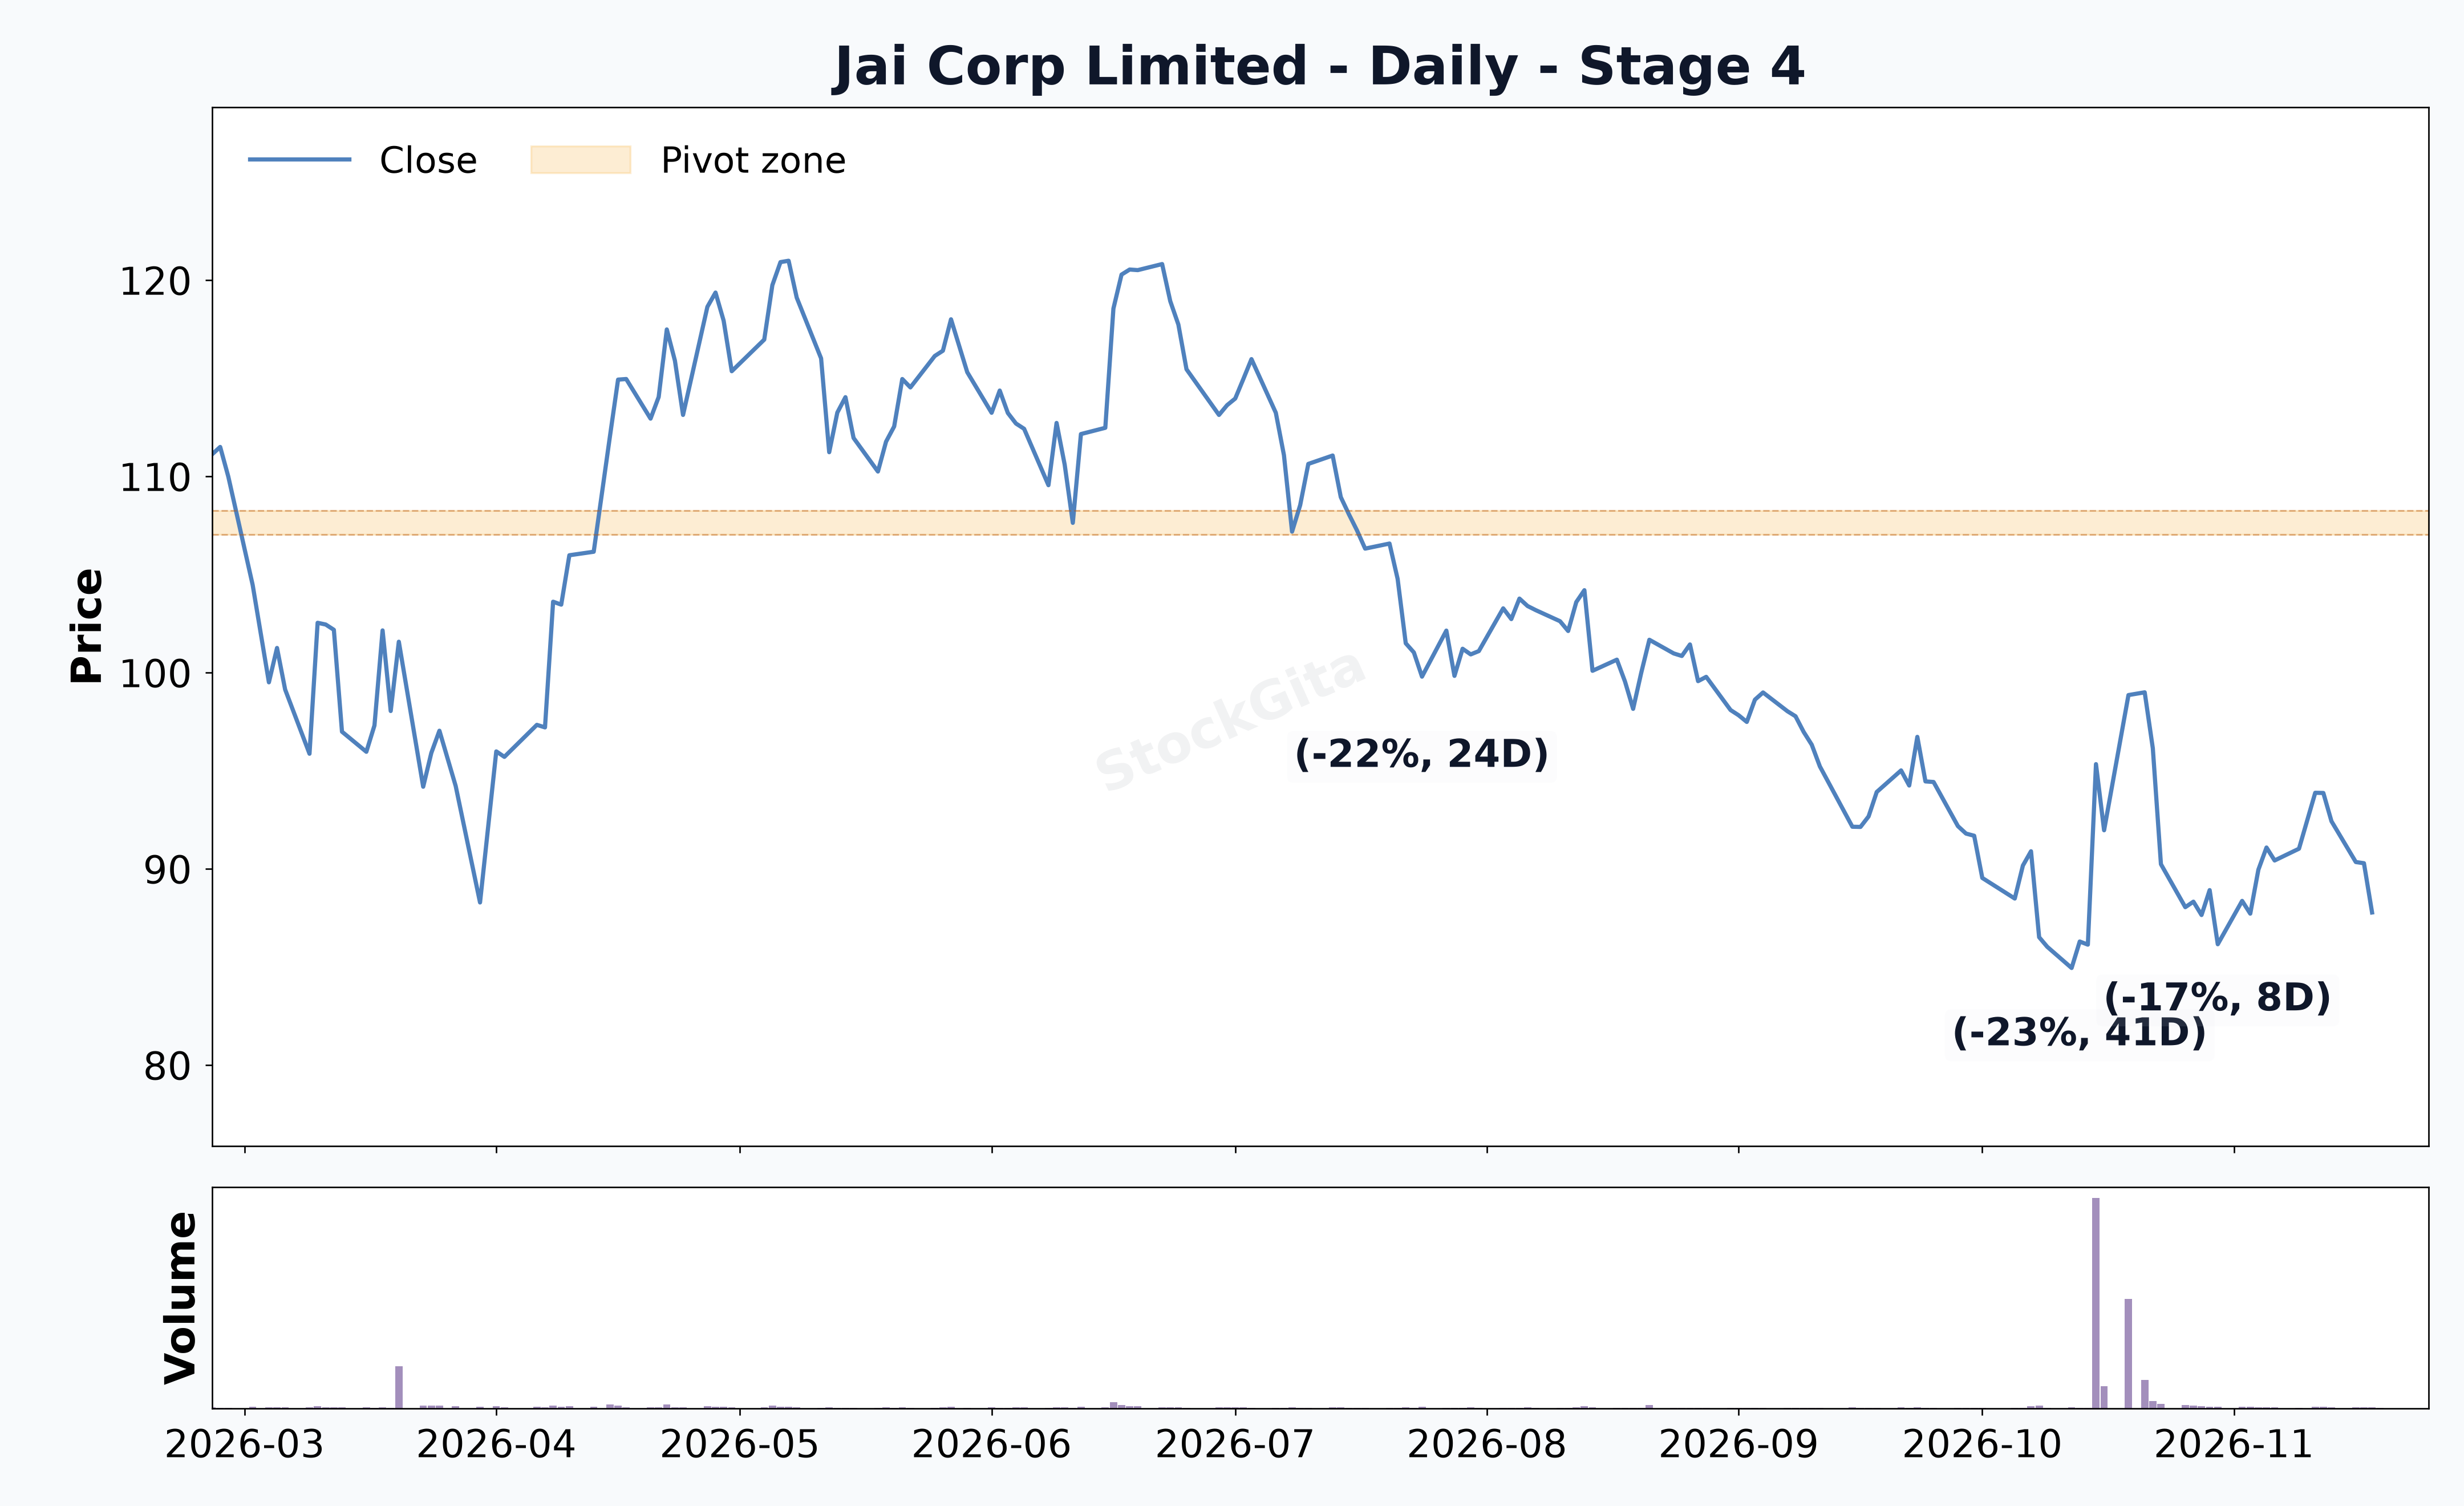 Jai Corp Limited - Daily - Stage 4
Close
Pivot zone
120
110
100
90
80
Price
StockGita
(-22%, 24D)
(-17%, 8D)
(-23%, 41D)
Volume
2026-03
2026-04
2026-05
2026-06
2026-07
2026-08
2026-09
2026-10
2026-11